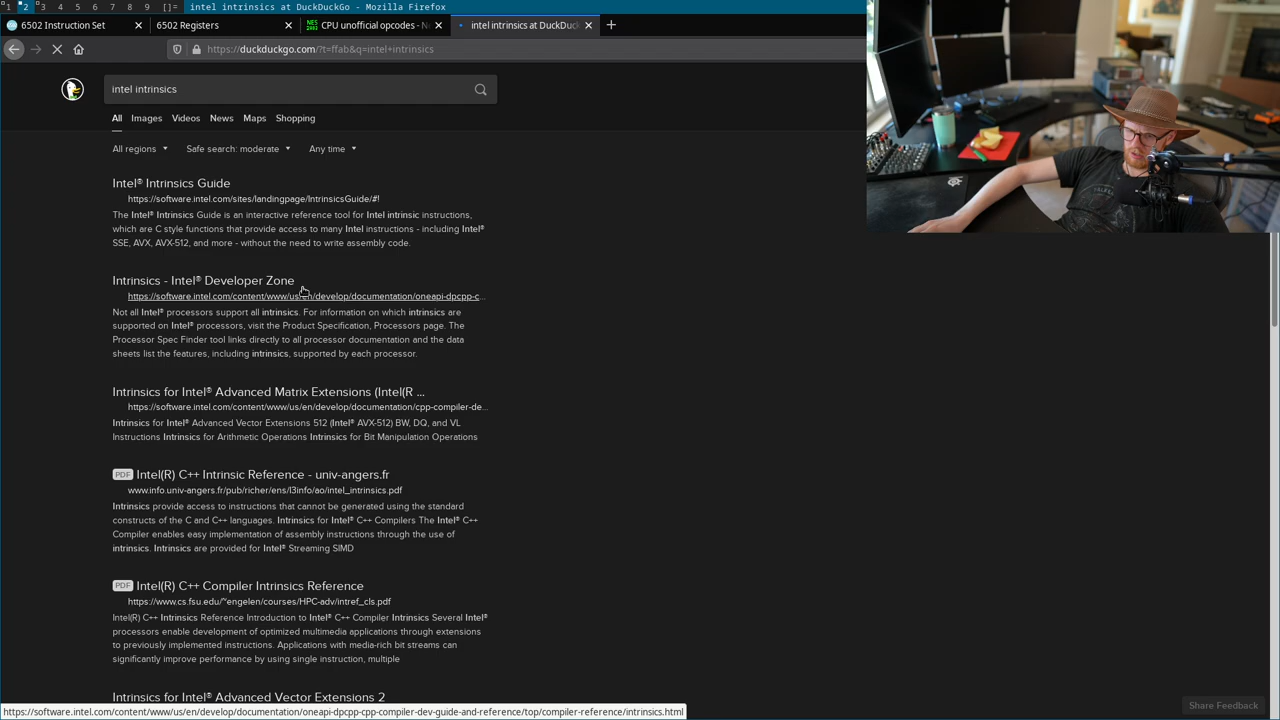 1 2 3 4 5 6 7 8 9 []= intel intrinsics at DuckDuckGo - Mozilla Firefox
6502 Instruction Set
6502 Registers
NES
CPU unofficial opcodes - N
intel intrinsics at DuckDuc
https://duckduckgo.com/?t=ffab&q=intel+intrinsics
intel intrinsics
All Images Videos News Maps Shopping
All regions Safe search: moderate Any time
Intel® Intrinsics Guide
https://software.intel.com/sites/landingpage/IntrinsicsGuide/#!
The Intel® Intrinsics Guide is an interactive reference tool for Intel intrinsic instructions,
which are C style functions that provide access to many Intel instructions - including Intel®
SSE, AVX, AVX-512, and more - without the need to write assembly code.
Intrinsics - Intel® Developer Zone
https://software.intel.com/content/www/us/en/develop/documentation/oneapi-dpcpp-c...
Not all Intel® processors support all intrinsics. For information on which intrinsics are
supported on Intel® processors, visit the Product Specification, Processors page. The
Processor Spec Finder tool links directly to all processor documentation and the data
sheets list the features, including intrinsics, supported by each processor.
Intrinsics for Intel® Advanced Matrix Extensions (Intel(R ...
https://software.intel.com/content/www/us/en/develop/documentation/cpp-compiler-de...
Intrinsics for Intel® Advanced Vector Extensions 512 (Intel® AVX-512) BW, DQ, and VL
Instructions Intrinsics for Arithmetic Operations Intrinsics for Bit Manipulation Operations
PDF Intel(R) C++ Intrinsic Reference - univ-angers.fr
www.info.univ-angers.fr/pub/richer/ens/l3info/ao/intel_intrinsics.pdf
Intrinsics provide access to instructions that cannot be generated using the standard
constructs of the C and C++ languages. Intrinsics for Intel® C++ Compilers The Intel® C++
Compiler enables easy implementation of assembly instructions through the use of
intrinsics. Intrinsics are provided for Intel® Streaming SIMD
PDF Intel(R) C++ Compiler Intrinsics Reference
https://www.cs.fsu.edu/~engelen/courses/HPC-adv/intref_cls.pdf
Intel(R) C++ Intrinsics Reference Introduction to Intel® C++ Compiler Intrinsics Several Intel®
processors enable development of optimized multimedia applications through extensions
to previously implemented instructions. Applications with media-rich bit streams can
significantly improve performance by using single instruction, multiple
Intrinsics for Intel® Advanced Vector Extensions 2
Share Feedback
https://software.intel.com/content/www/us/en/develop/documentation/oneapi-dpcpp-cpp-compiler-dev-guide-and-reference/top/compiler-reference/intrinsics.html